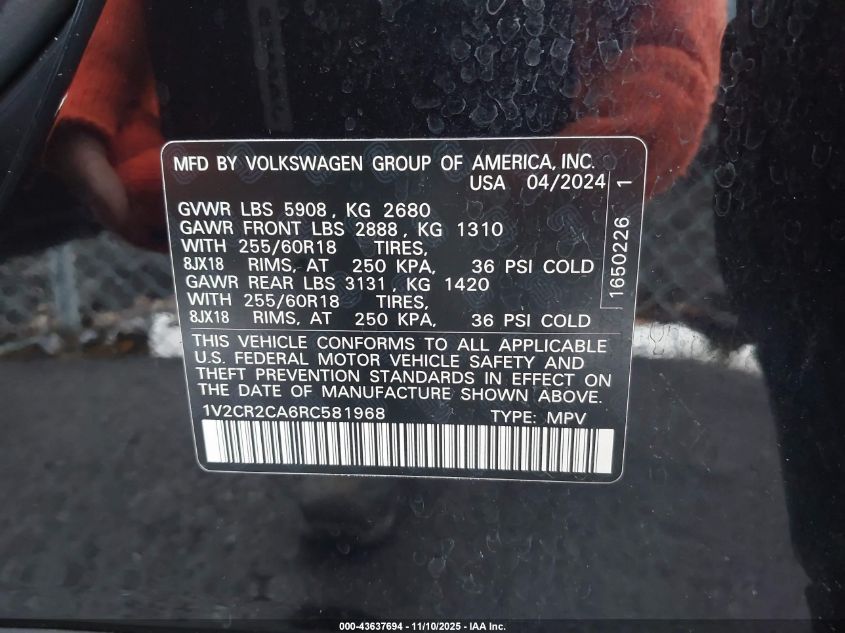 MFD BY VOLKSWAGEN GROUP OF AMERICA, INC.
USA 04/2024
GVWR LBS 5908, KG 2680
GAWR FRONT LBS 2888, KG 1310
WITH 255/60R18 TIRES,
8JX18 RIMS, AT 250 KPA, 36 PSI COLD
GAWR REAR LBS 3131, KG 1420
WITH 255/60R18 TIRES,
8JX18 RIMS, AT 250 KPA, 36 PSI COLD
1650226 1
THIS VEHICLE CONFORMS TO ALL APPLICABLE
U.S. FEDERAL MOTOR VEHICLE SAFETY AND
THEFT PREVENTION STANDARDS IN EFFECT ON
THE DATE OF MANUFACTURE SHOWN ABOVE.
1V2CR2CA6RC581968 TYPE: MPV
000-43637694 - 11/10/2025 - IAA Inc.